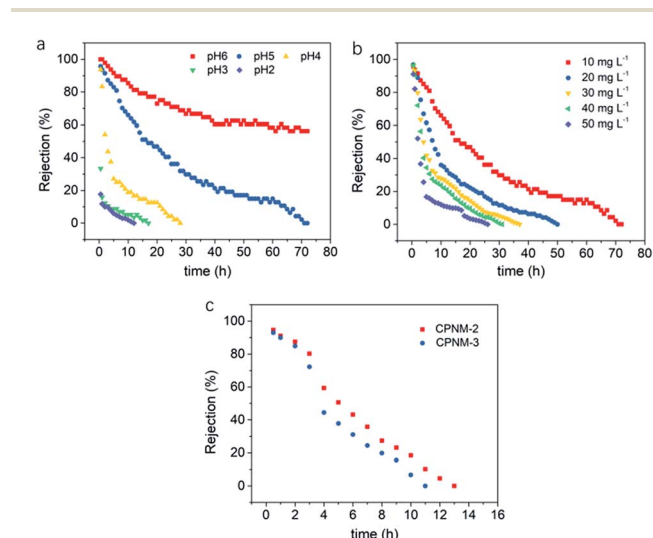 a
100
80
60
40
20
0
Rejection (%)
pH6 pH5 pH4
pH3 pH2
0 10 20 30 40 50 60 70 80
time (h)
b
100
80
60
40
20
0
Rejection (%)
10 mg L⁻¹
20 mg L⁻¹
30 mg L⁻¹
40 mg L⁻¹
50 mg L⁻¹
0 10 20 30 40 50 60 70 80
time (h)
c
100
80
60
40
20
0
Rejection (%)
CPNM-2
CPNM-3
0 2 4 6 8 10 12 14 16
time (h)